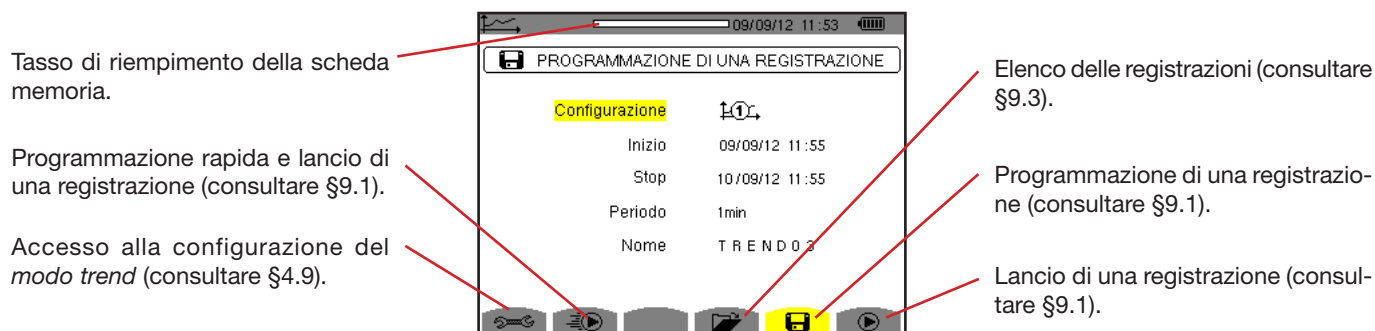 09/09/12 11:53
PROGRAMMAZIONE DI UNA REGISTRAZIONE
Tasso di riempimento della scheda
memoria.
Programmazione rapida e lancio di
una registrazione (consultare §9.1).
Accesso alla configurazione del
modo trend (consultare §4.9).
Configurazione 1
Inizio 09/09/12 11:55
Stop 10/09/12 11:55
Periodo 1min
Nome TREND03
Elenco delle registrazioni (consultare
§9.3).
Programmazione di una registrazio-
ne (consultare §9.1).
Lancio di una registrazione (consul-
tare §9.1).